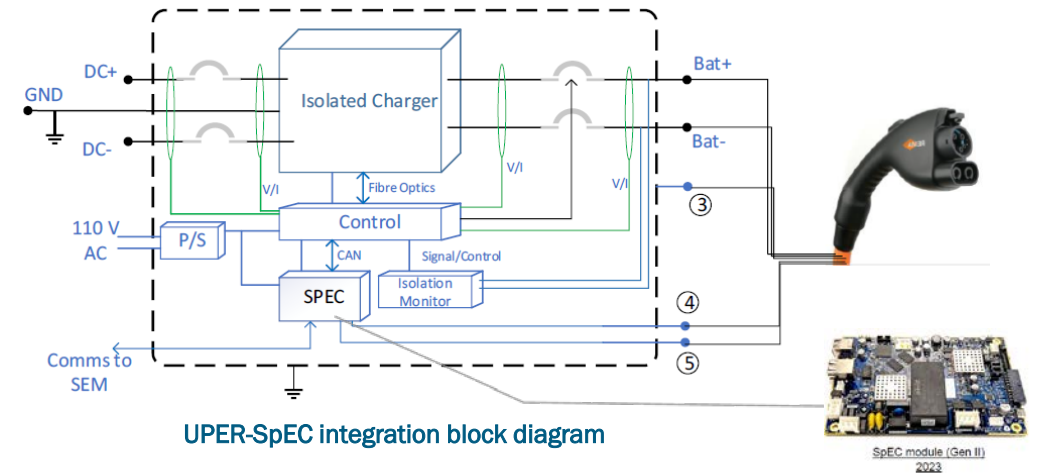 DC+
GND
DC-
Isolated Charger
Bat+
Bat-
V/I
Fibre Optics
V/I
V/I
③
110 V
AC
P/S
Control
CAN
Signal/Control
SPEC
Isolation
Monitor
④
⑤
Comms to
SEM
UPER-SpEC integration block diagram
SpEC module (Gen II)
2023